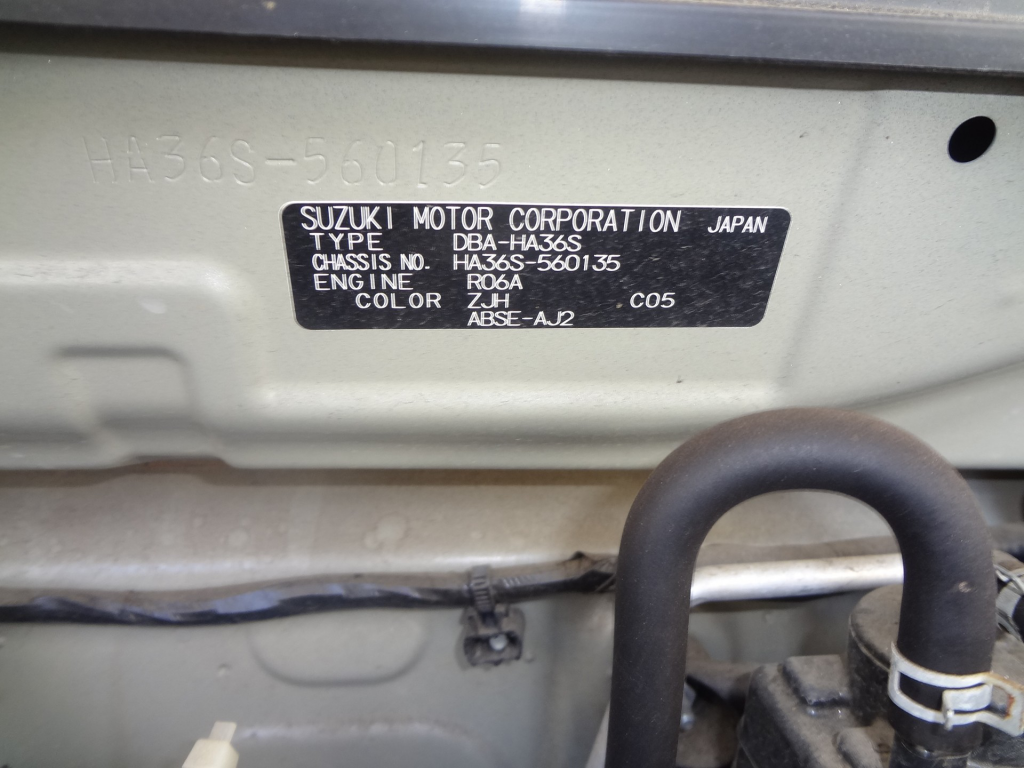 HA36S-560135
SUZUKI MOTOR CORPORATION JAPAN
TYPE DBA-HA36S
CHASSIS NO. HA36S-560135
ENGINE R06A
COLOR ZJH C05
ABSE-AJ2